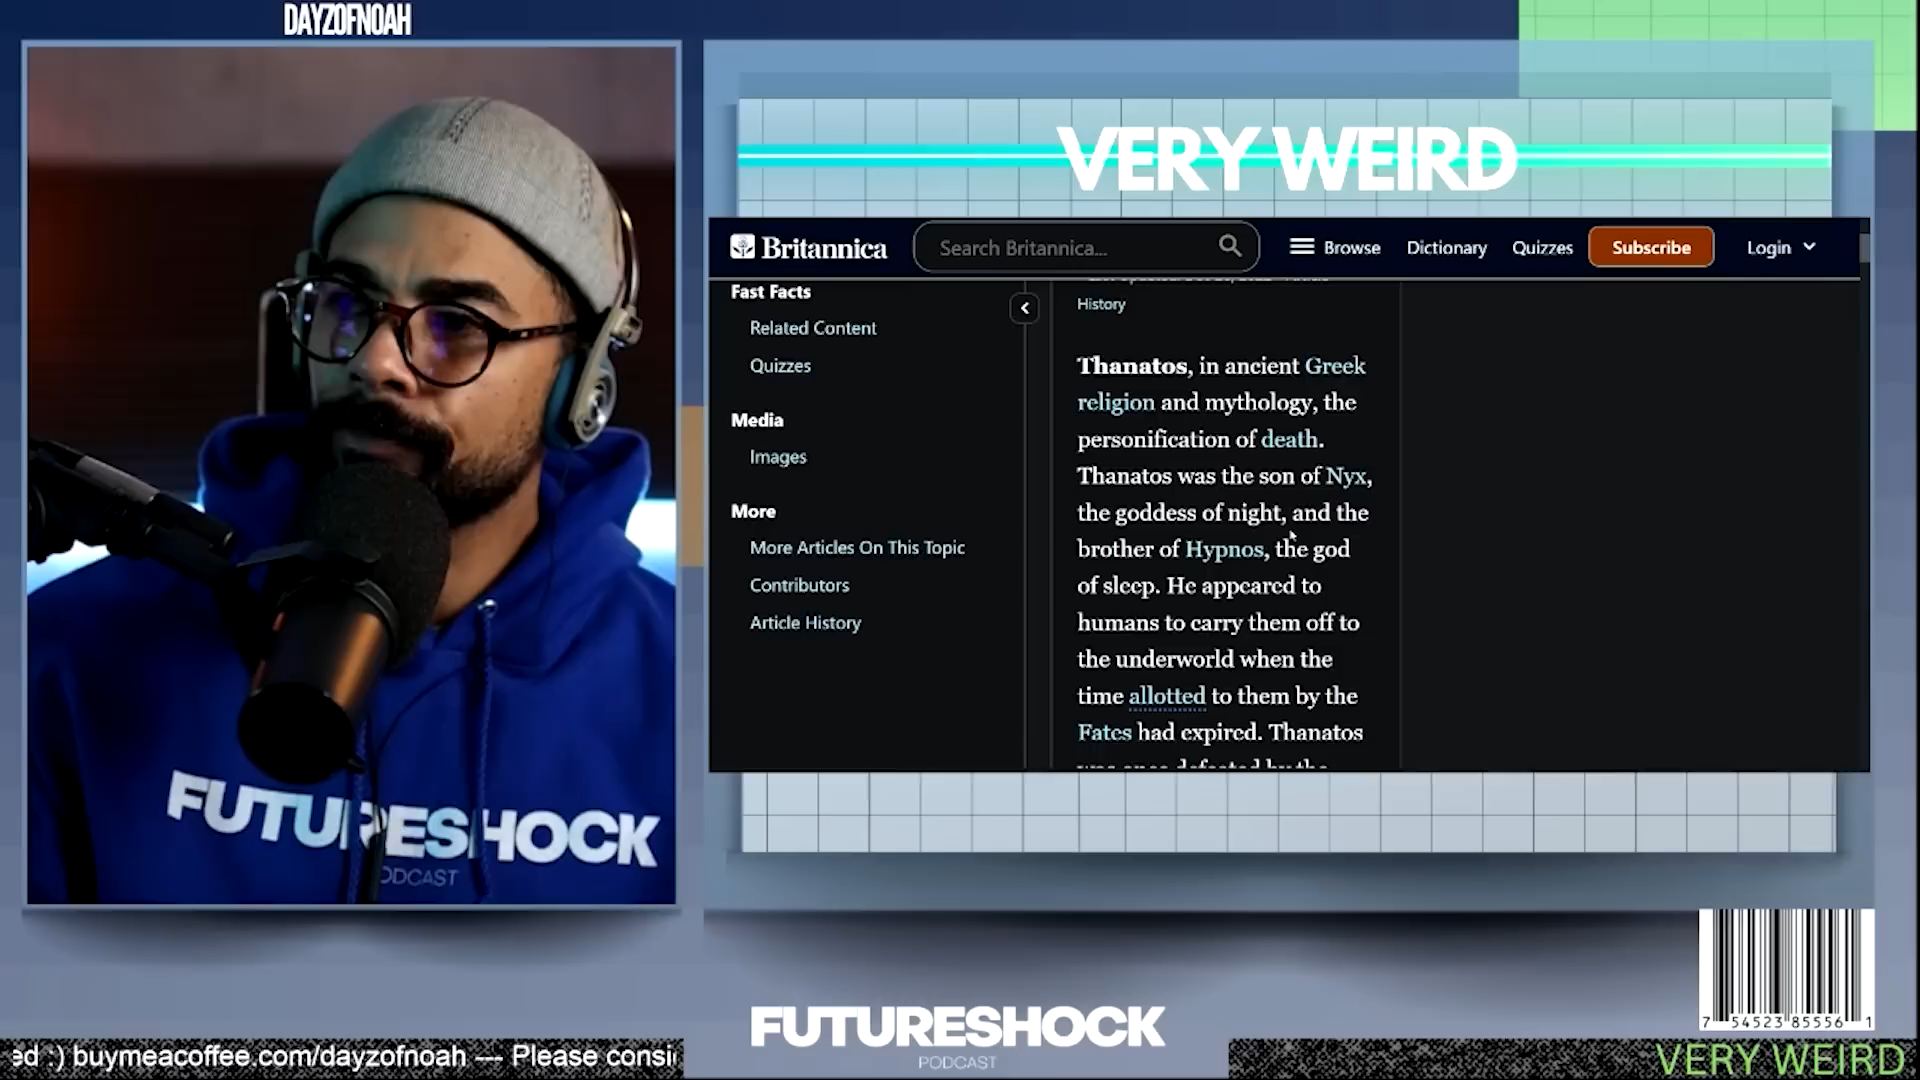 DAYZOFNOAH
VERY WEIRD
Britannica
Search Britannica...
Browse
Dictionary
Quizzes
Subscribe
Login
Fast Facts
Related Content
Quizzes
Media
Images
More
More Articles On This Topic
Contributors
Article History
History
Thanatos, in ancient Greek
religion and mythology, the
personification of death.
Thanatos was the son of Nyx,
the goddess of night, and the
brother of Hypnos, the god
of sleep. He appeared to
humans to carry them off to
the underworld when the
time allotted to them by the
Fates had expired. Thanatos
was once defeated by the
FUTURESHOCK
PODCAST
7 54523 85556 1
FUTURESHOCK
PODCAST
ed :) buymeacoffee.com/dayzofnoah --- Please consi
VERY WEIRD